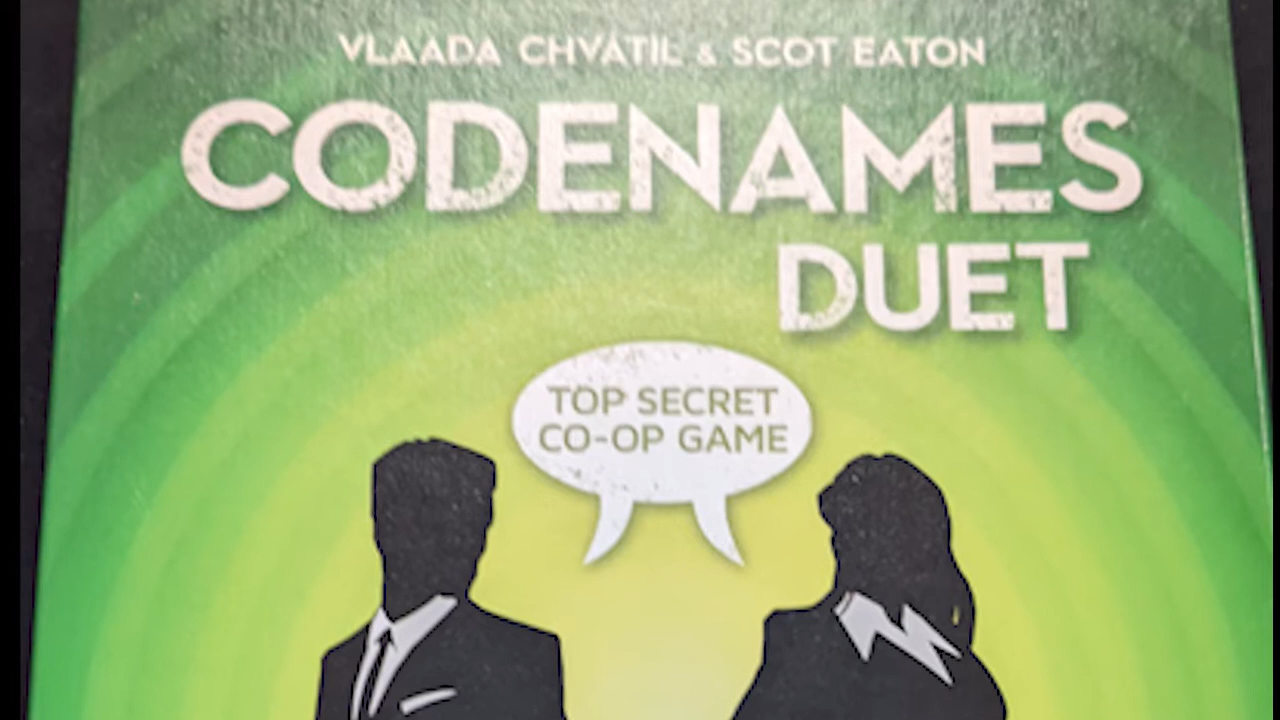 VLAADA CHVÁTIL & SCOT EATON
CODENAMES
DUET
TOP SECRET
CO-OP GAME